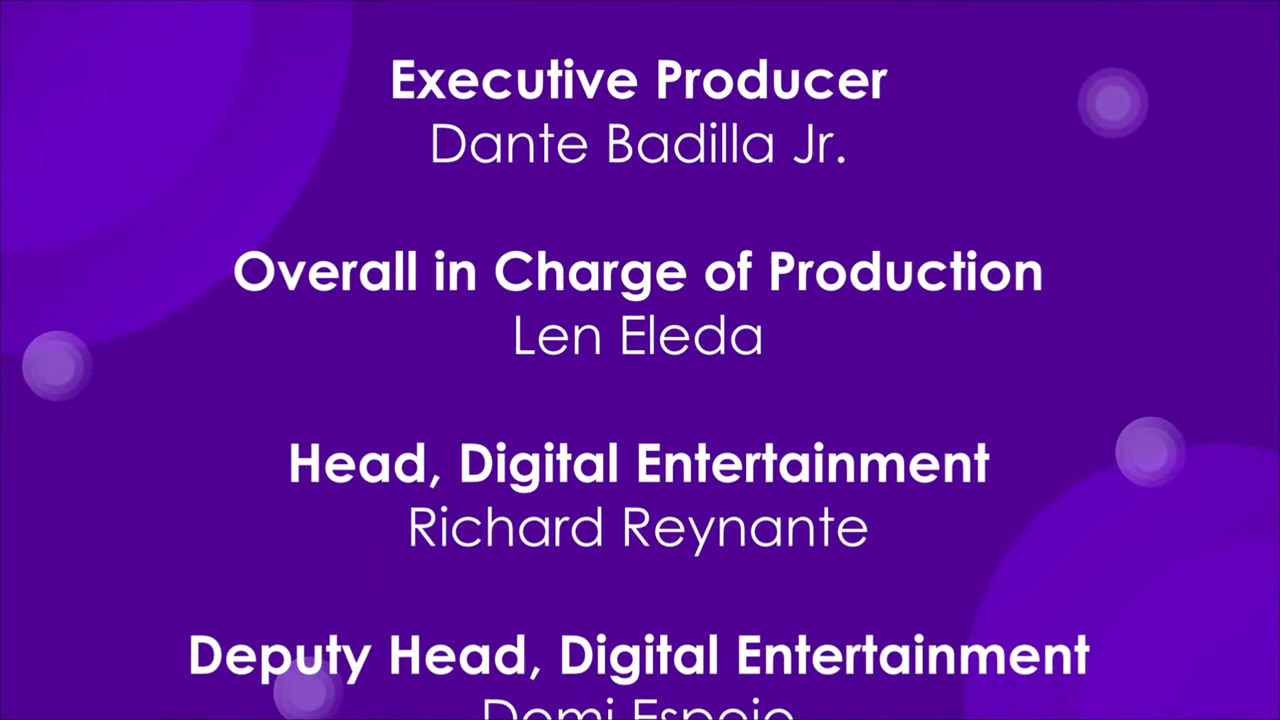 Executive Producer
Dante Badilla Jr.
Overall in Charge of Production
Len Eleda
Head, Digital Entertainment
Richard Reynante
Deputy Head, Digital Entertainment